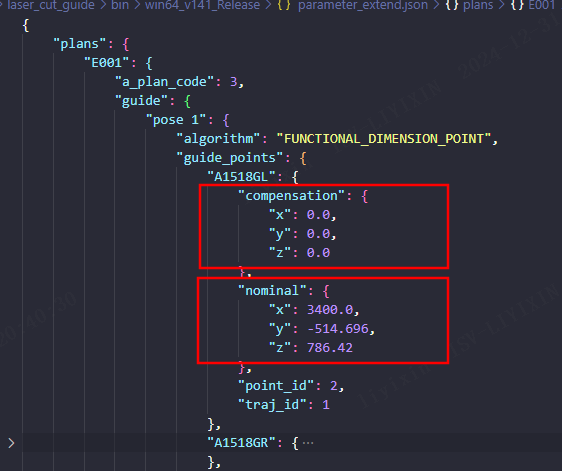 laser_cut_guide > bin > win64_v141_Release > {} parameter_extend.json > {} plans > {} E001
{
"plans": {
"E001": {
"a_plan_code": 3,
"guide": {
"pose 1": {
"algorithm": "FUNCTIONAL_DIMENSION_POINT",
"guide_points": {
"A1518GL": {
"compensation": {
"x": 0.0,
"y": 0.0,
"z": 0.0
},
"nominal": {
"x": 3400.0,
"y": -514.696,
"z": 786.42
},
"point_id": 2,
"traj_id": 1
},
"A1518GR": { ···
},